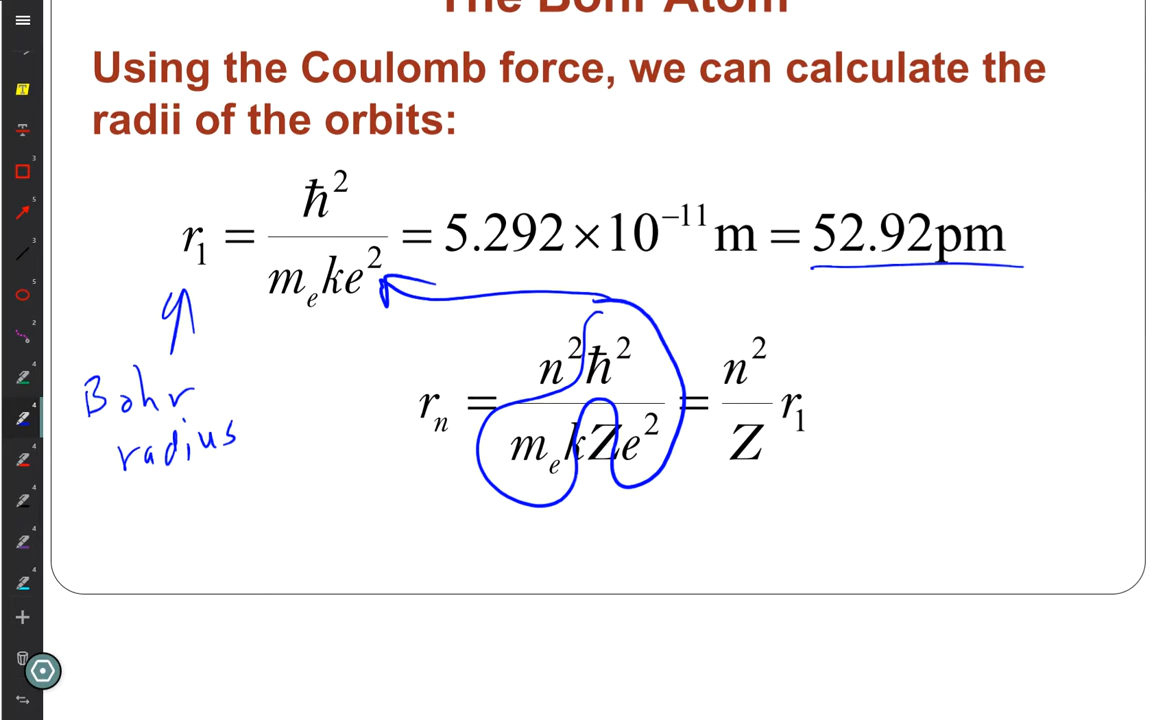 The Bohr Atom
Using the Coulomb force, we can calculate the
radii of the orbits:
r₁ = ħ² / mₑke² = 5.292 × 10⁻¹¹ m = 52.92pm
Bohr
radius
rₙ = n²ħ² / mₑkZe² = n² / Z r₁